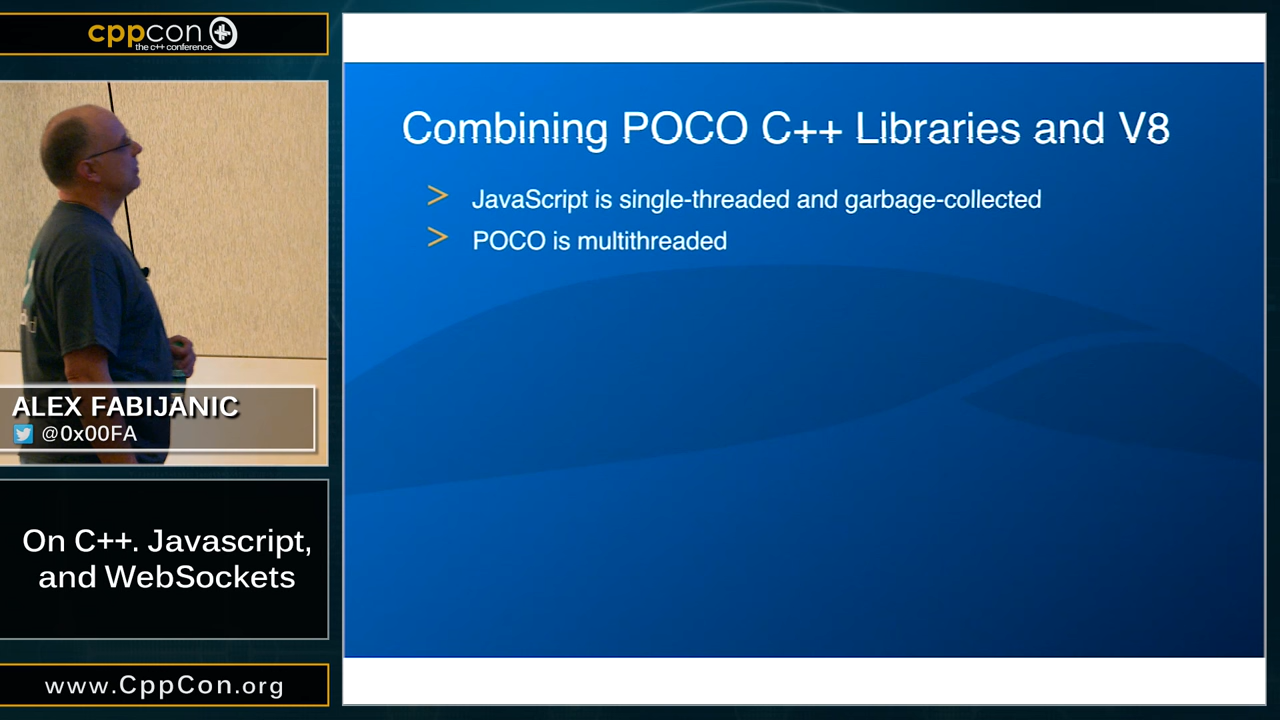 cppcon
the c++ conference
Combining POCO C++ Libraries and V8
> JavaScript is single-threaded and garbage-collected
> POCO is multithreaded
ALEX FABIJANIC
@0x00FA
On C++. Javascript,
and WebSockets
www.CppCon.org